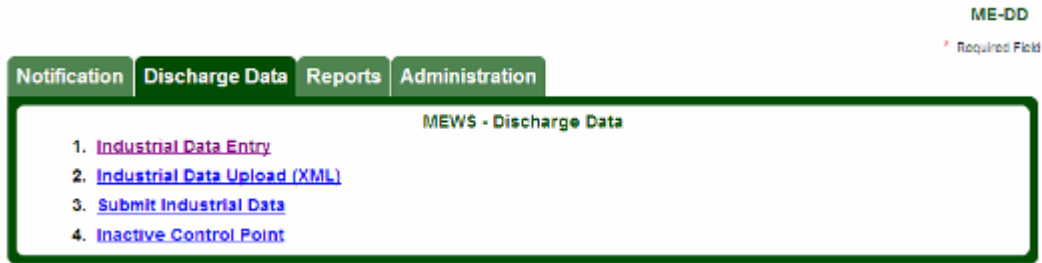 ME-DD
* Required Field
Notification Discharge Data Reports Administration
MEWS - Discharge Data
1. Industrial Data Entry
2. Industrial Data Upload (XML)
3. Submit Industrial Data
4. Inactive Control Point